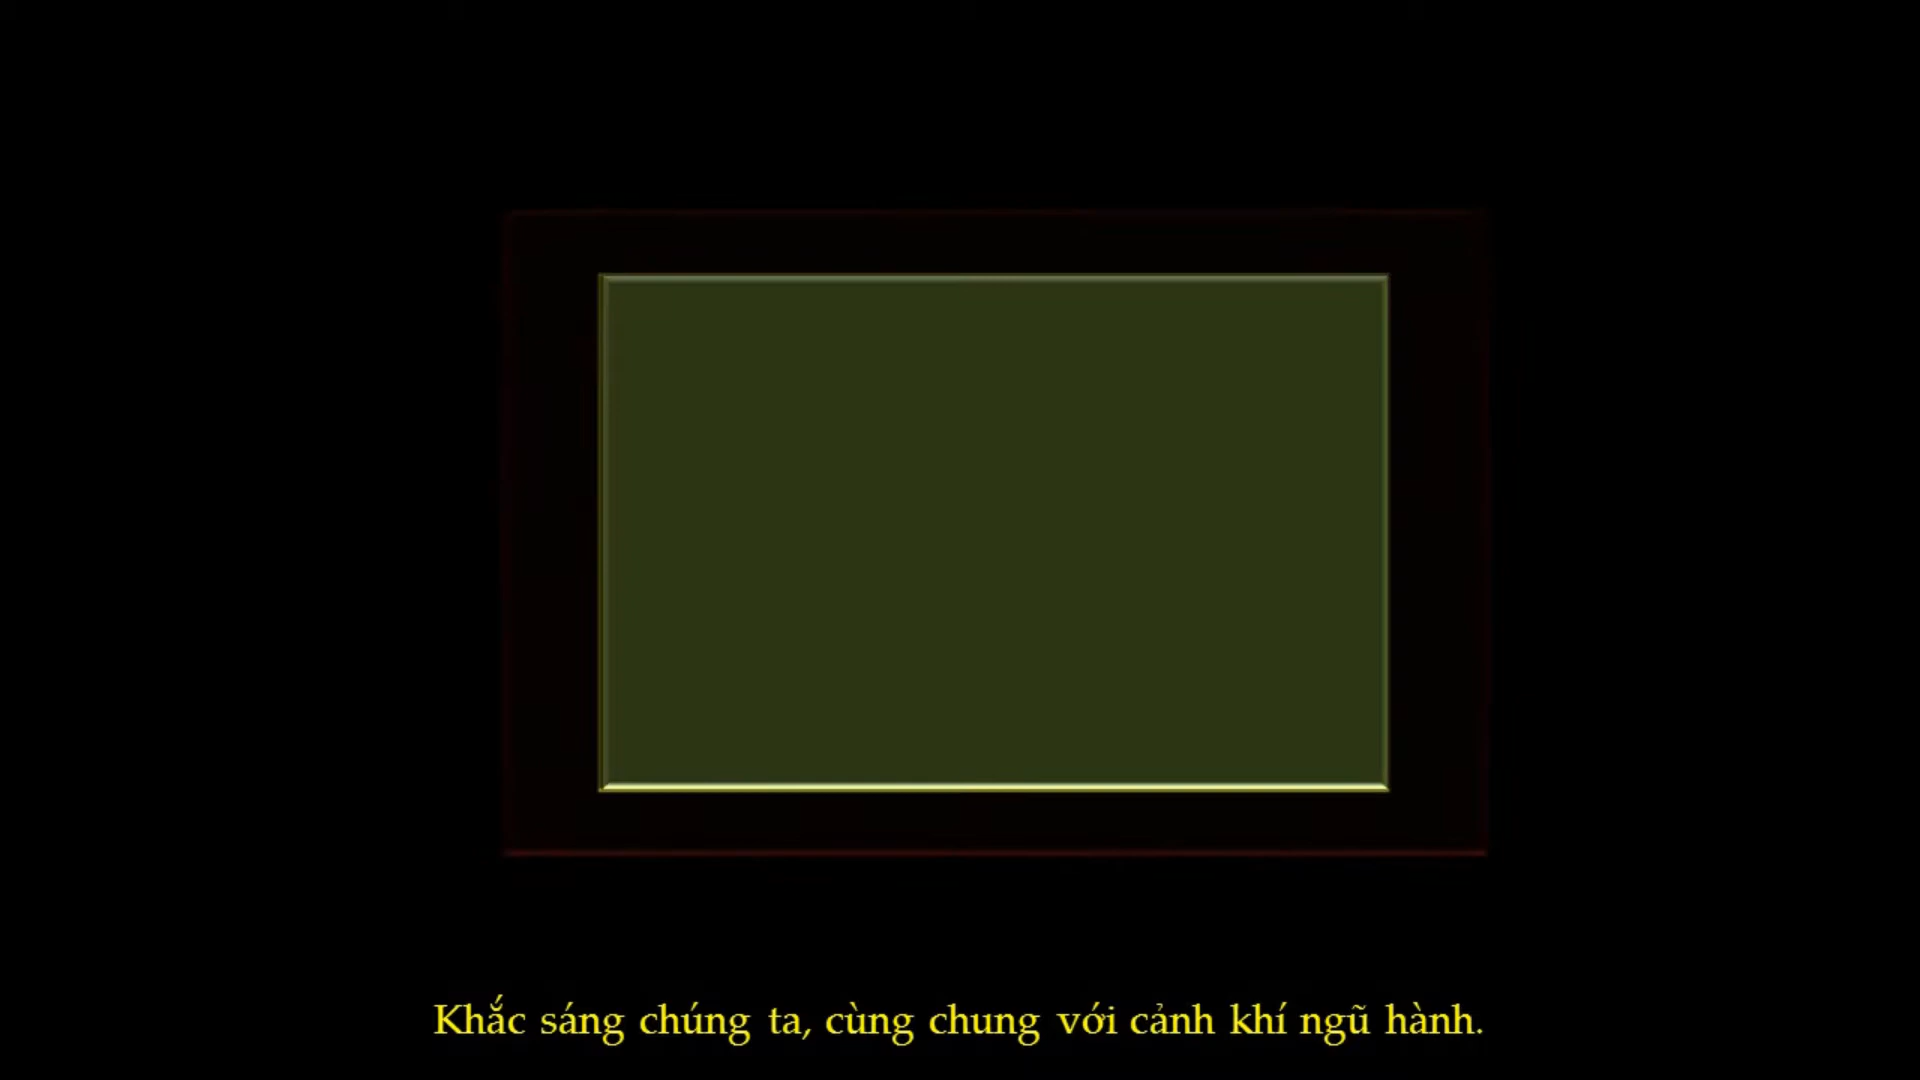 Khắc sáng chúng ta, cùng chung với cảnh khí ngũ hành.